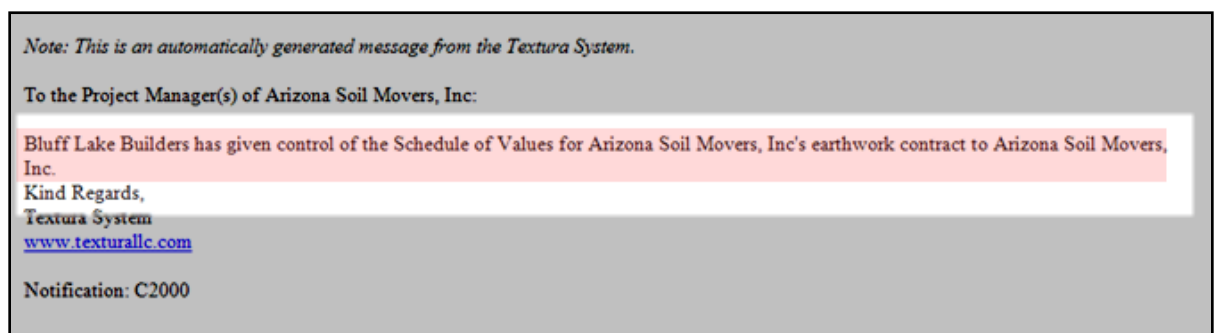 Note: This is an automatically generated message from the Textura System.
To the Project Manager(s) of Arizona Soil Movers, Inc:
Bluff Lake Builders has given control of the Schedule of Values for Arizona Soil Movers, Inc's earthwork contract to Arizona Soil Movers,
Inc.
Kind Regards,
Textura System
www.texturallc.com
Notification: C2000